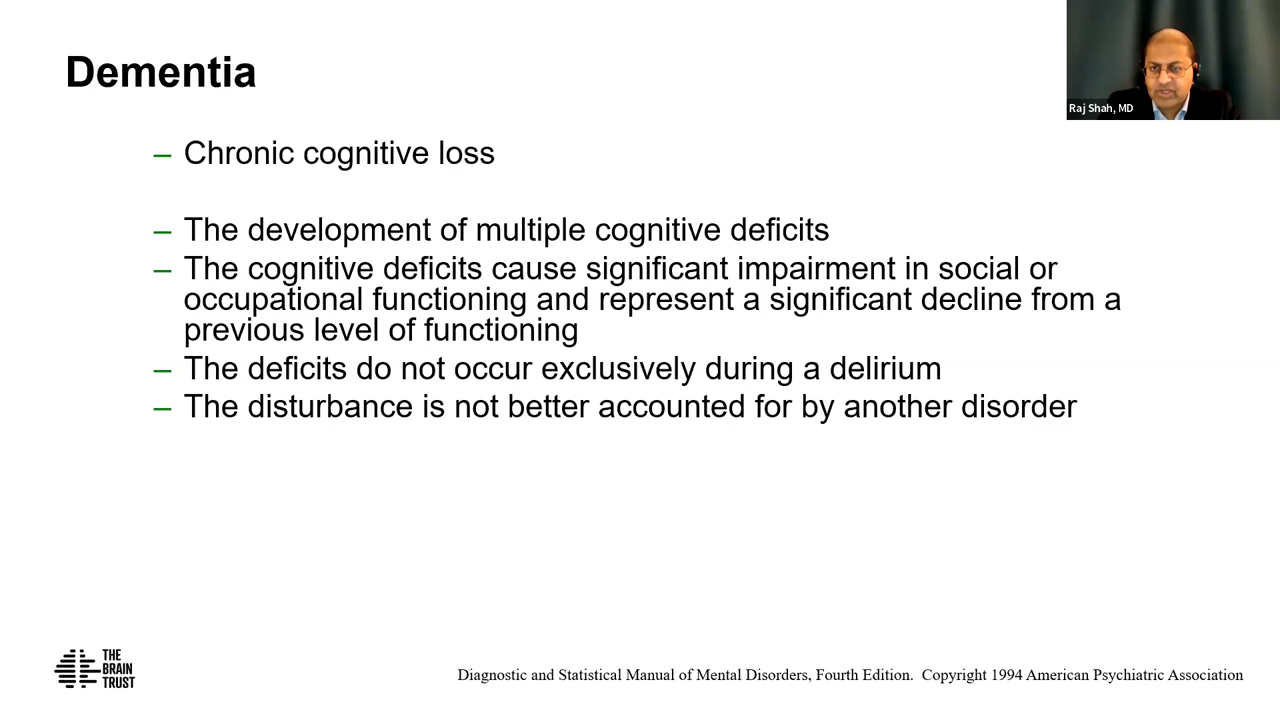 Dementia
Raj Shah, MD
– Chronic cognitive loss
– The development of multiple cognitive deficits
– The cognitive deficits cause significant impairment in social or
occupational functioning and represent a significant decline from a
previous level of functioning
– The deficits do not occur exclusively during a delirium
– The disturbance is not better accounted for by another disorder
THE
BRAIN
TRUST
Diagnostic and Statistical Manual of Mental Disorders, Fourth Edition.  Copyright 1994 American Psychiatric Association